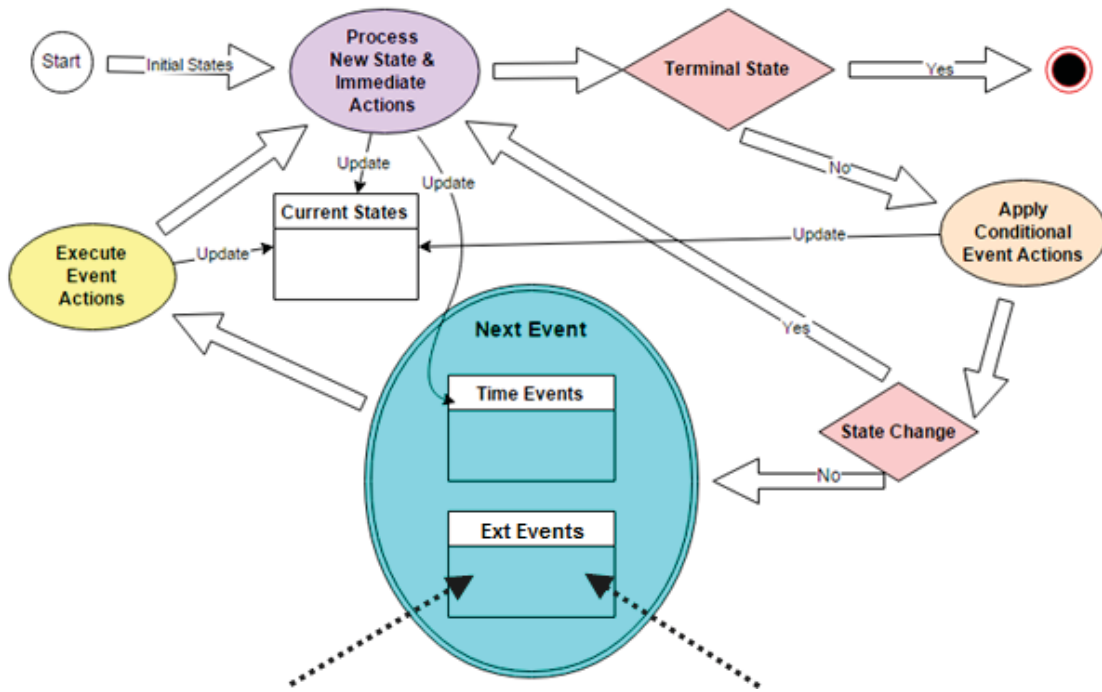 Start
Initial States
Process
New State &
Immediate
Actions
Terminal State
Yes
No
Update
Update
Current States
Apply
Conditional
Event Actions
Update
Execute
Event
Actions
Update
Next Event
Yes
Time Events
State Change
No
Ext Events